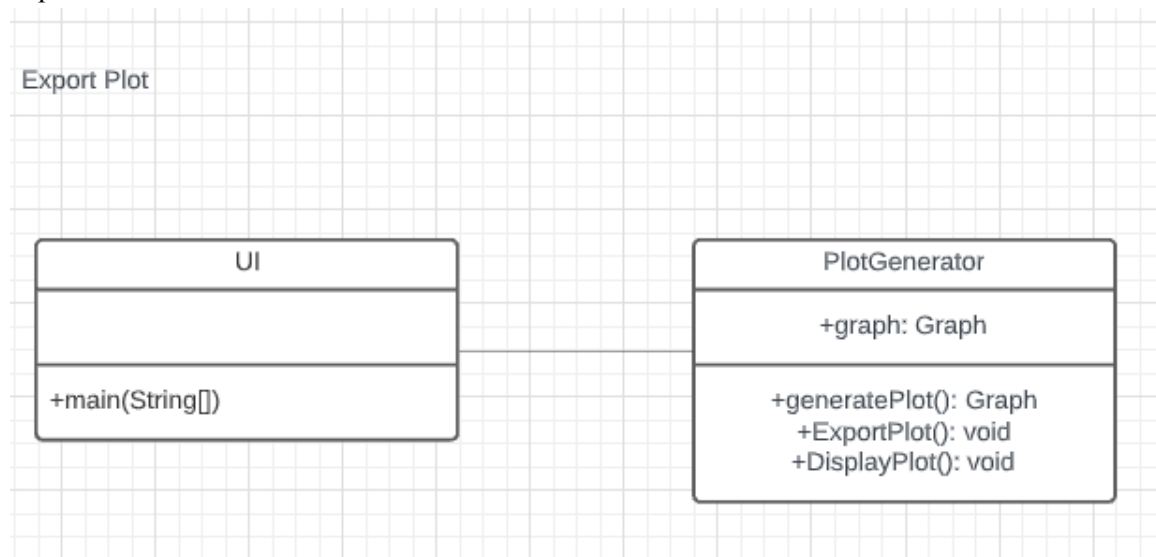 Export Plot
UI
+main(String[])
PlotGenerator
+graph: Graph
+generatePlot(): Graph
+ExportPlot(): void
+DisplayPlot(): void